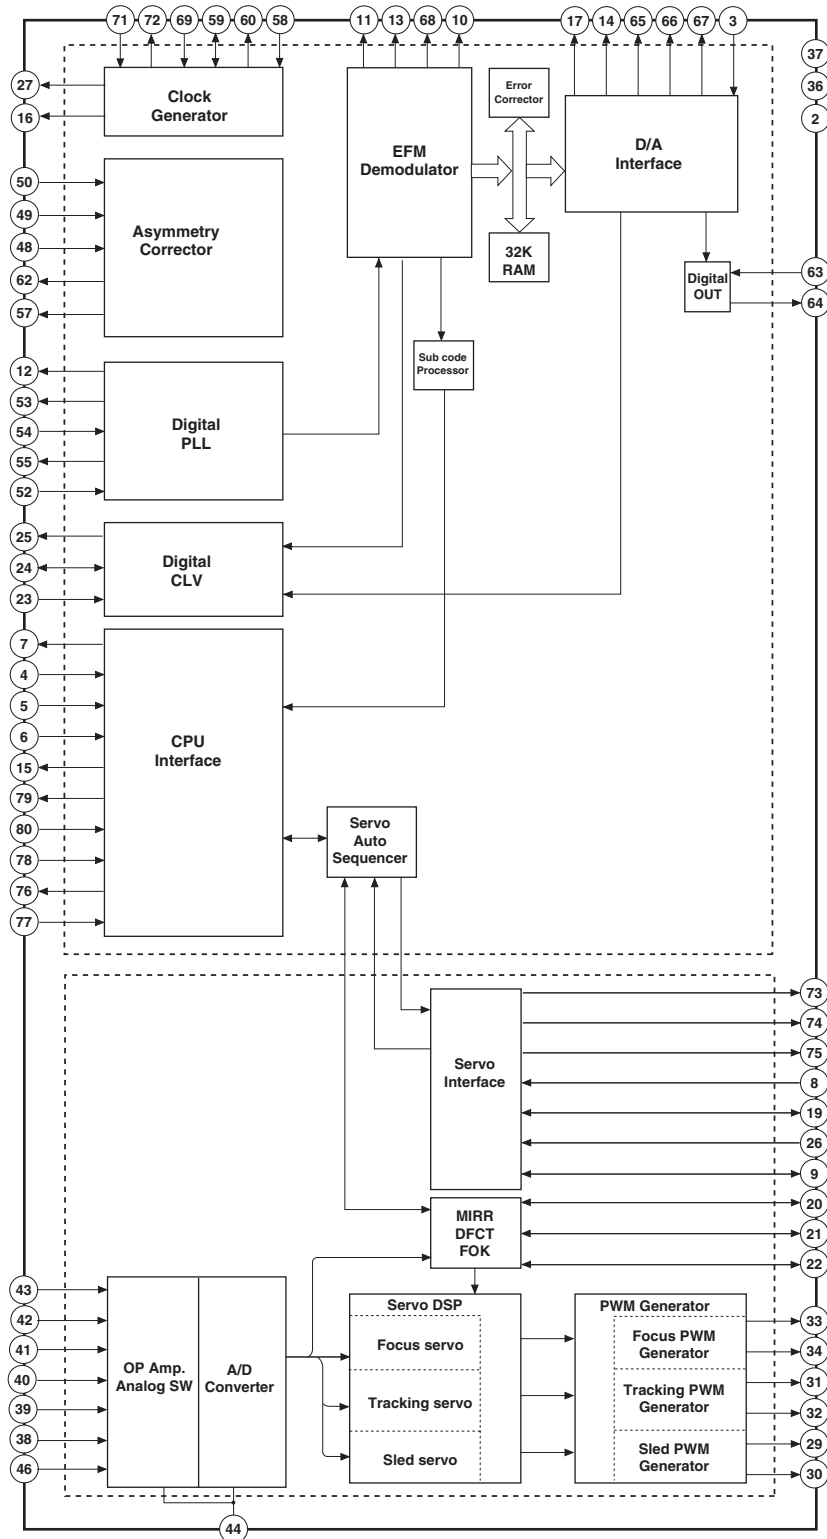 71 72 69 59 60 58 11 13 68 10 17 14 65 66 67 3
37
36
2
27
16
Clock
Generator
50
49
48
62
57
Asymmetry
Corrector
EFM
Demodulator
Error
Corrector
32K
RAM
D/A
Interface
Digital
OUT
63
64
Sub code
Processor
12
53
54
55
52
Digital
PLL
25
24
23
Digital
CLV
7
4
5
6
15
79
80
78
76
77
CPU
Interface
Servo
Auto
Sequencer
Servo
Interface
73
74
75
8
19
26
9
MIRR
DFCT
FOK
20
21
22
43
42
41
40
39
38
46
OP Amp.
Analog SW
A/D
Converter
Servo DSP
Focus servo
Tracking servo
Sled servo
PWM Generator
Focus PWM
Generator
Tracking PWM
Generator
Sled PWM
Generator
33
34
31
32
29
30
44